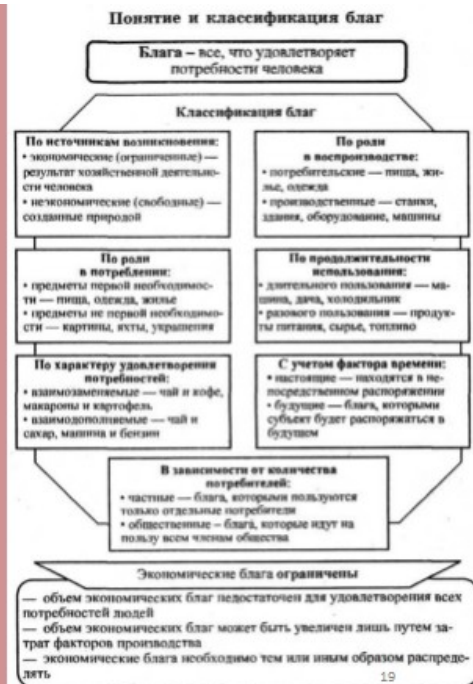 Понятие и классификация благ
Блага – все, что удовлетворяет
потребности человека
Классификация благ
По источникам возникновения:
• экономические (ограниченные) —
результат хозяйственной деятельно-
сти человека
• неэкономические (свободные) —
созданные природой
По роли
в воспроизводстве:
• потребительские — пища, жи-
лье, одежда
• производственные — станки,
здания, оборудование, машины
По роли
в потреблении:
• предметы первой необходимос-
ти — пища, одежда, жилье
• предметы не первой необходимо-
сти — картины, яхты, украшения
По продолжительности
использования:
• длительного пользования — ма-
шина, дача, холодильник
• разового пользования — продук-
ты питания, сырье, топливо
По характеру удовлетворения
потребностей:
• взаимозаменяемые — чай и кофе,
макароны и картофель
• взаимодополняемые — чай и
сахар, машина и бензин
С учетом фактора времени:
• настоящие — находятся в не-
посредственном распоряжении
• будущие — блага, которыми
субъект будет распоряжаться в
будущем
В зависимости от количества
потребителей:
• частные — блага, которыми пользуются
только отдельные потребители
• общественные – блага, которые идут на
пользу всем членам общества
Экономические блага ограничены
— объем экономических благ недостаточен для удовлетворения всех
потребностей людей
— объем экономических благ может быть увеличен лишь путем за-
трат факторов производства
— экономические блага необходимо тем или иным образом распреде-
лять
19